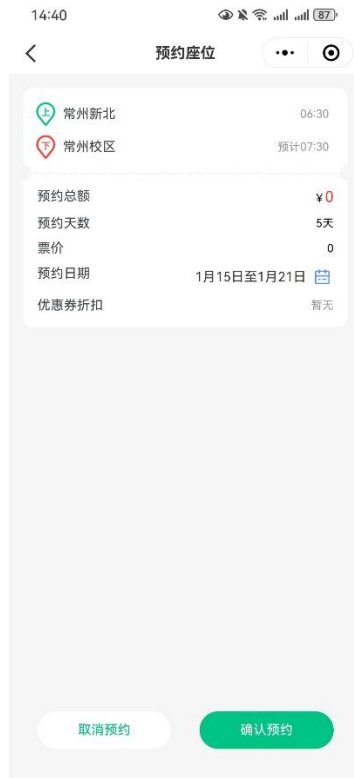 14:40
87
预约座位
上 常州新北 06:30
下 常州校区 预计07:30
预约总额 ¥0
预约天数 5天
票价 0
预约日期 1月15日至1月21日
优惠券折扣 暂无
取消预约 确认预约